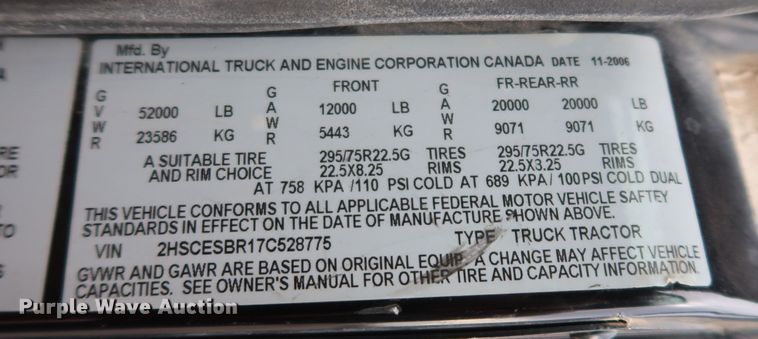 Mfd. By
INTERNATIONAL TRUCK AND ENGINE CORPORATION CANADA DATE 11-2006
GVWR 52000 LB 23586 KG
GAWR FRONT 12000 LB 5443 KG
GAWR FR-REAR-RR 20000 20000 LB 9071 9071 KG
A SUITABLE TIRE 295/75R22.5G TIRES 295/75R22.5G TIRES
AND RIM CHOICE 22.5X8.25 RIMS 22.5X3.25 RIMS
AT 758 KPA /110 PSI COLD AT 689 KPA / 100PSI COLD DUAL
THIS VEHICLE CONFORMS TO ALL APPLICABLE FEDERAL MOTOR VEHICLE SAFTEY
STANDARDS IN EFFECT ON THE DATE OF MANUFACTURE SHOWN ABOVE.
VIN 2HSCESBR17C528775 TYPE TRUCK TRACTOR
GVWR AND GAWR ARE BASED ON ORIGINAL EQUIP. A CHANGE MAY AFFECT VEHICLE
CAPACITIES. SEE OWNER'S MANUAL FOR OTHER TIRE AND CAPACITY INFORMATION.
Purple Wave Auction